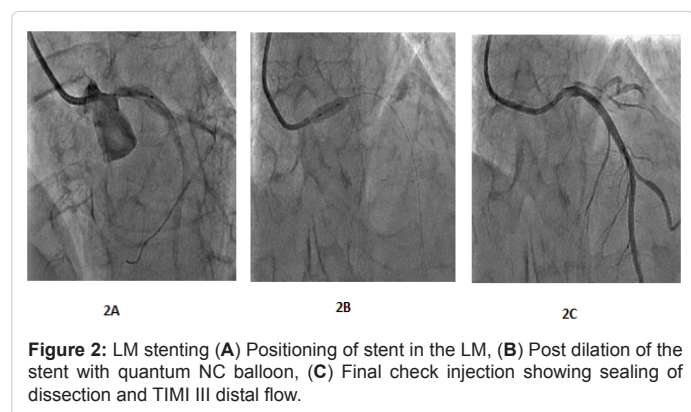 2A
2B
2C
Figure 2: LM stenting (A) Positioning of stent in the LM, (B) Post dilation of the
stent with quantum NC balloon, (C) Final check injection showing sealing of
dissection and TIMI III distal flow.